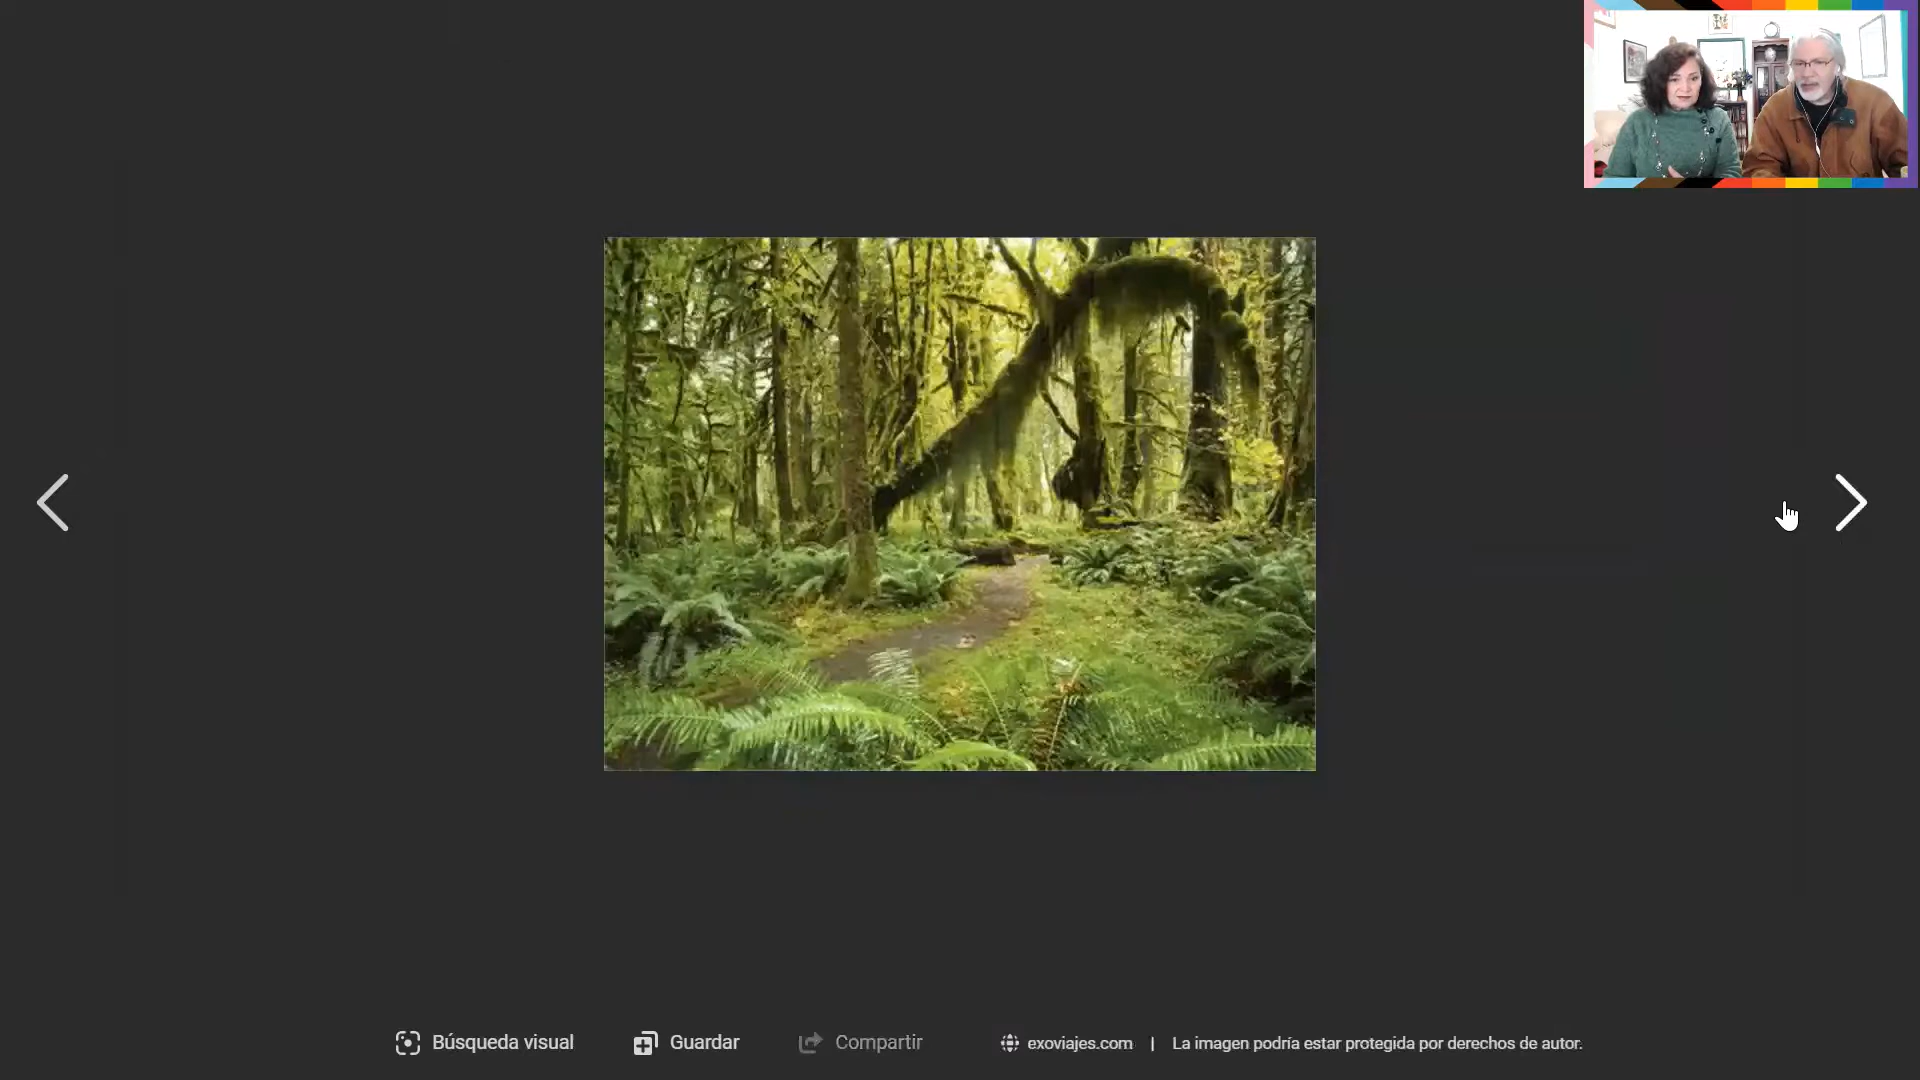 Búsqueda visual
Guardar
Compartir
exoviajes.com | La imagen podría estar protegida por derechos de autor.